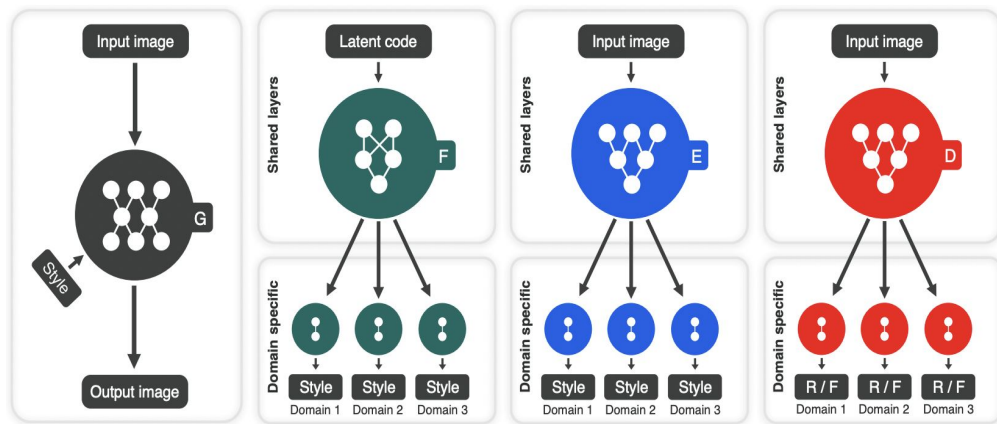 Input image
G
Style
Output image
Latent code
Shared layers
F
Domain specific
Style Style Style
Domain 1 Domain 2 Domain 3
Input image
Shared layers
E
Domain specific
Style Style Style
Domain 1 Domain 2 Domain 3
Input image
Shared layers
D
Domain specific
R / F R / F R / F
Domain 1 Domain 2 Domain 3